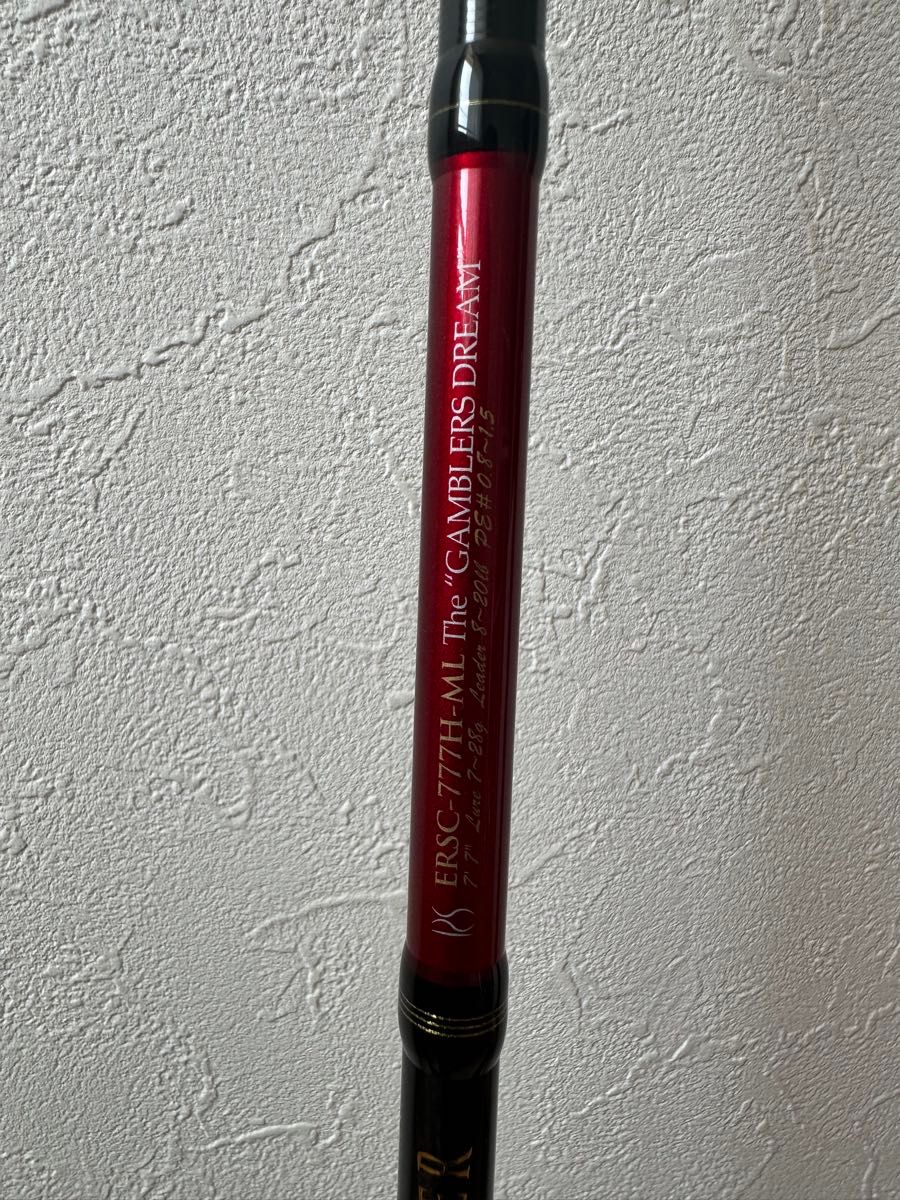 RS ERSC-777H-ML The "GAMBLERS DREAM"
7'7" Lure 7~28g Leader 8~20lb PE# 0.8~1.5